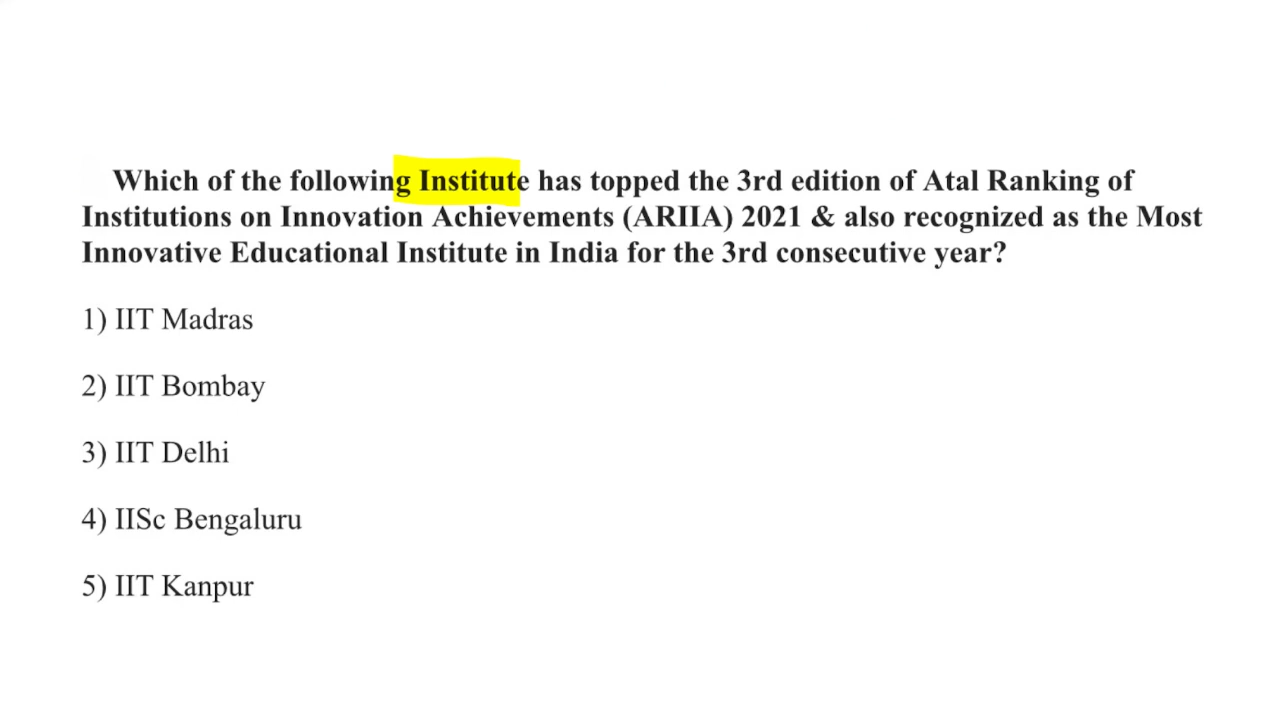 Which of the following Institute has topped the 3rd edition of Atal Ranking of
Institutions on Innovation Achievements (ARIIA) 2021 & also recognized as the Most
Innovative Educational Institute in India for the 3rd consecutive year?
1) IIT Madras
2) IIT Bombay
3) IIT Delhi
4) IISc Bengaluru
5) IIT Kanpur